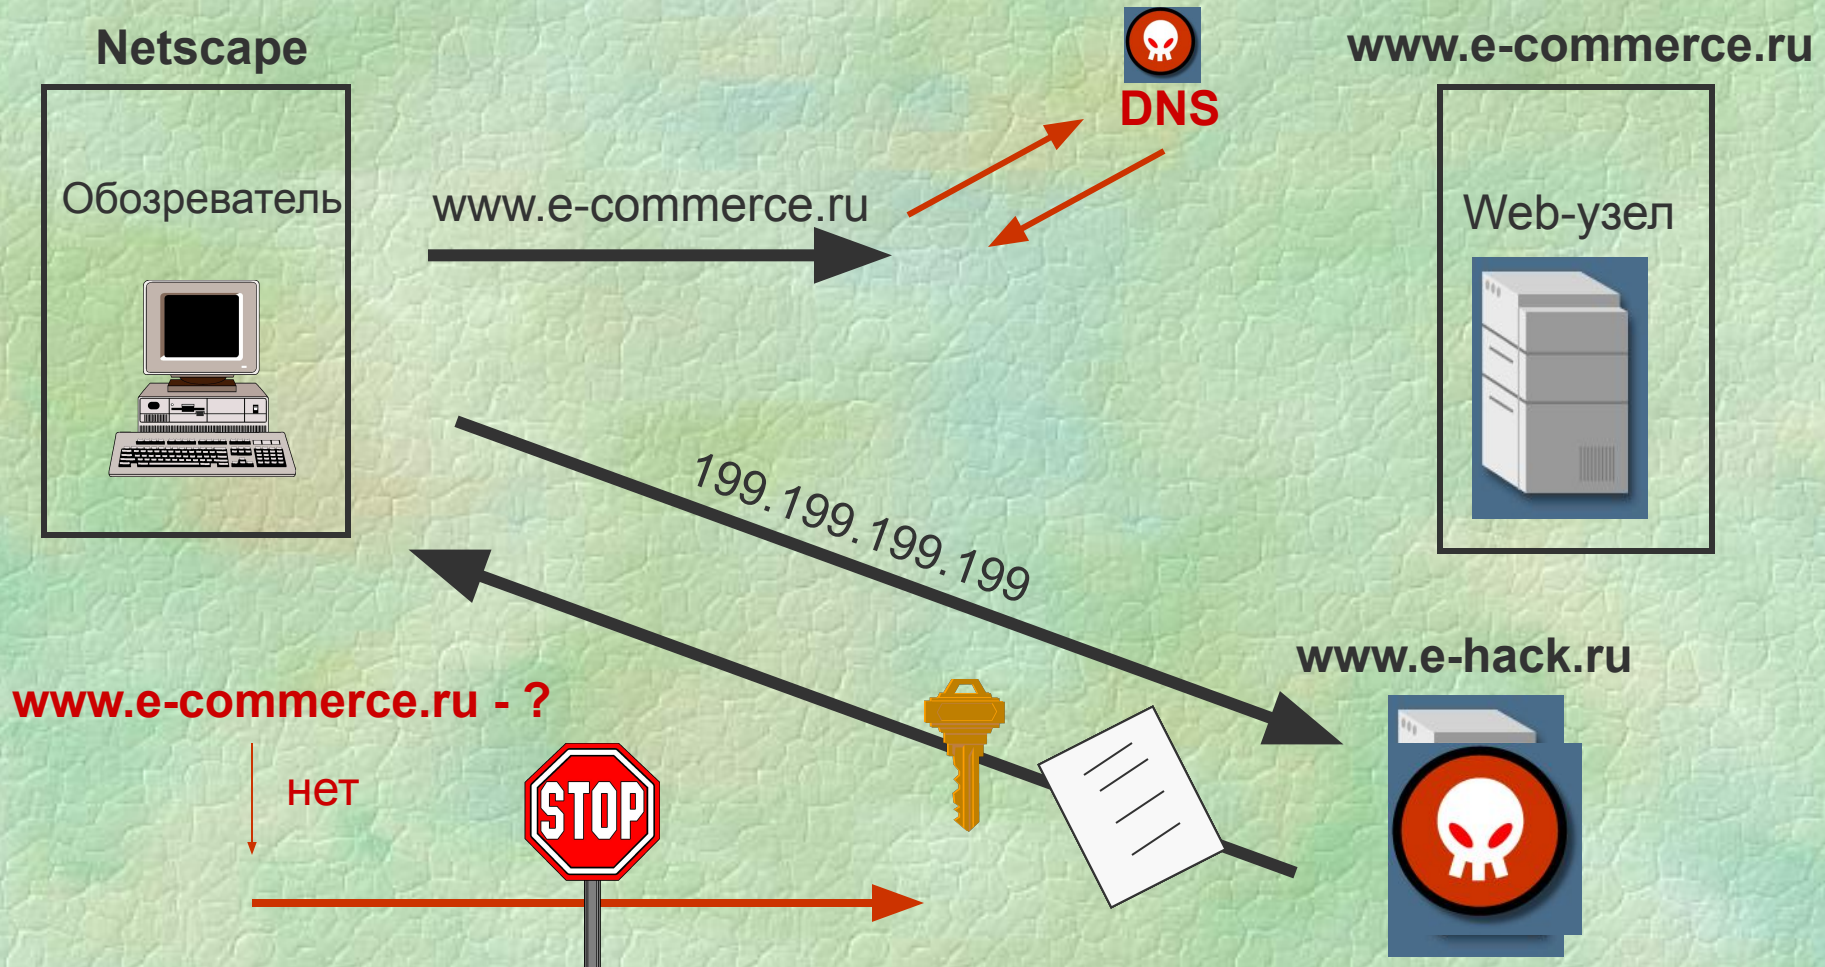 Netscape
www.e-commerce.ru
DNS
Обозреватель
www.e-commerce.ru
Web-узел
199.199.199.199
www.e-hack.ru
www.e-commerce.ru - ?
нет
STOP